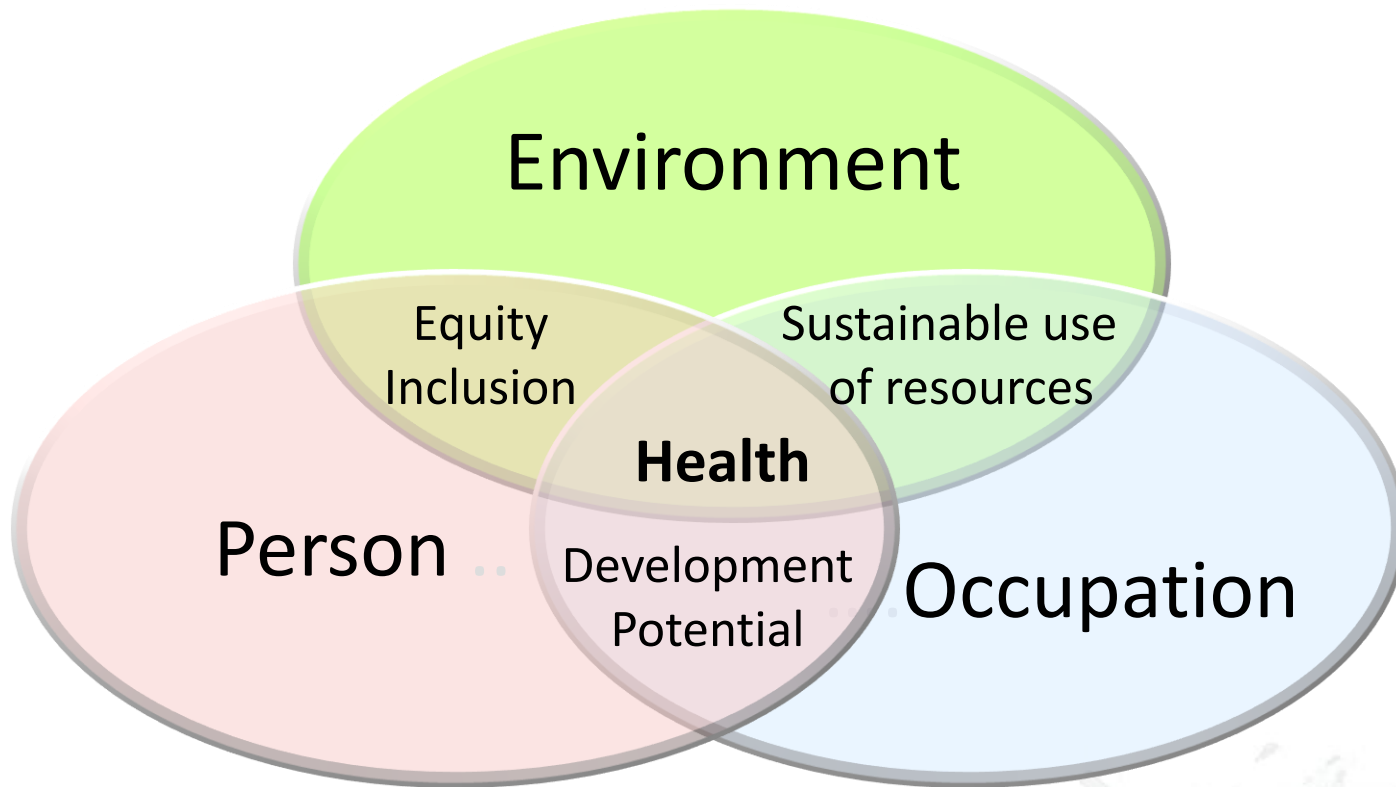 Environment
Equity
Inclusion
Sustainable use
of resources
Health
Person ..
Development
Potential
....Occupation